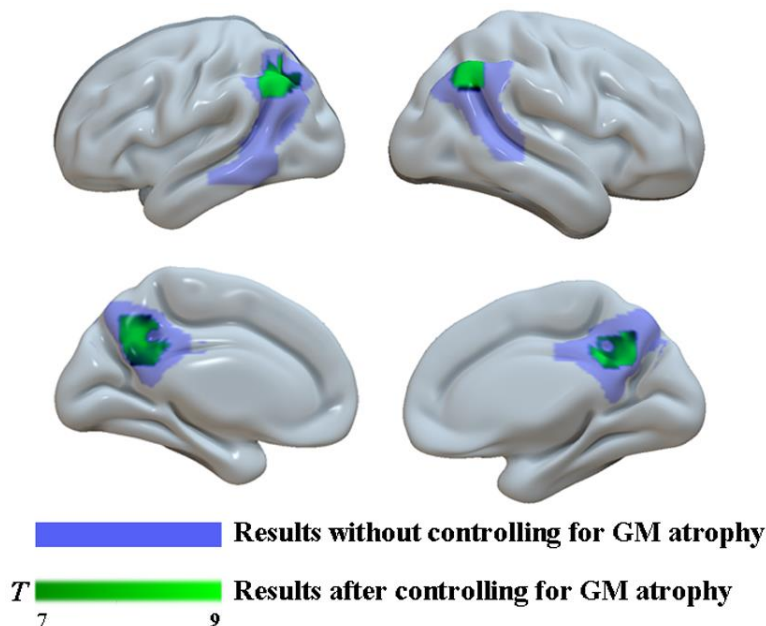 Results without controlling for GM atrophy
T Results after controlling for GM atrophy
7 9